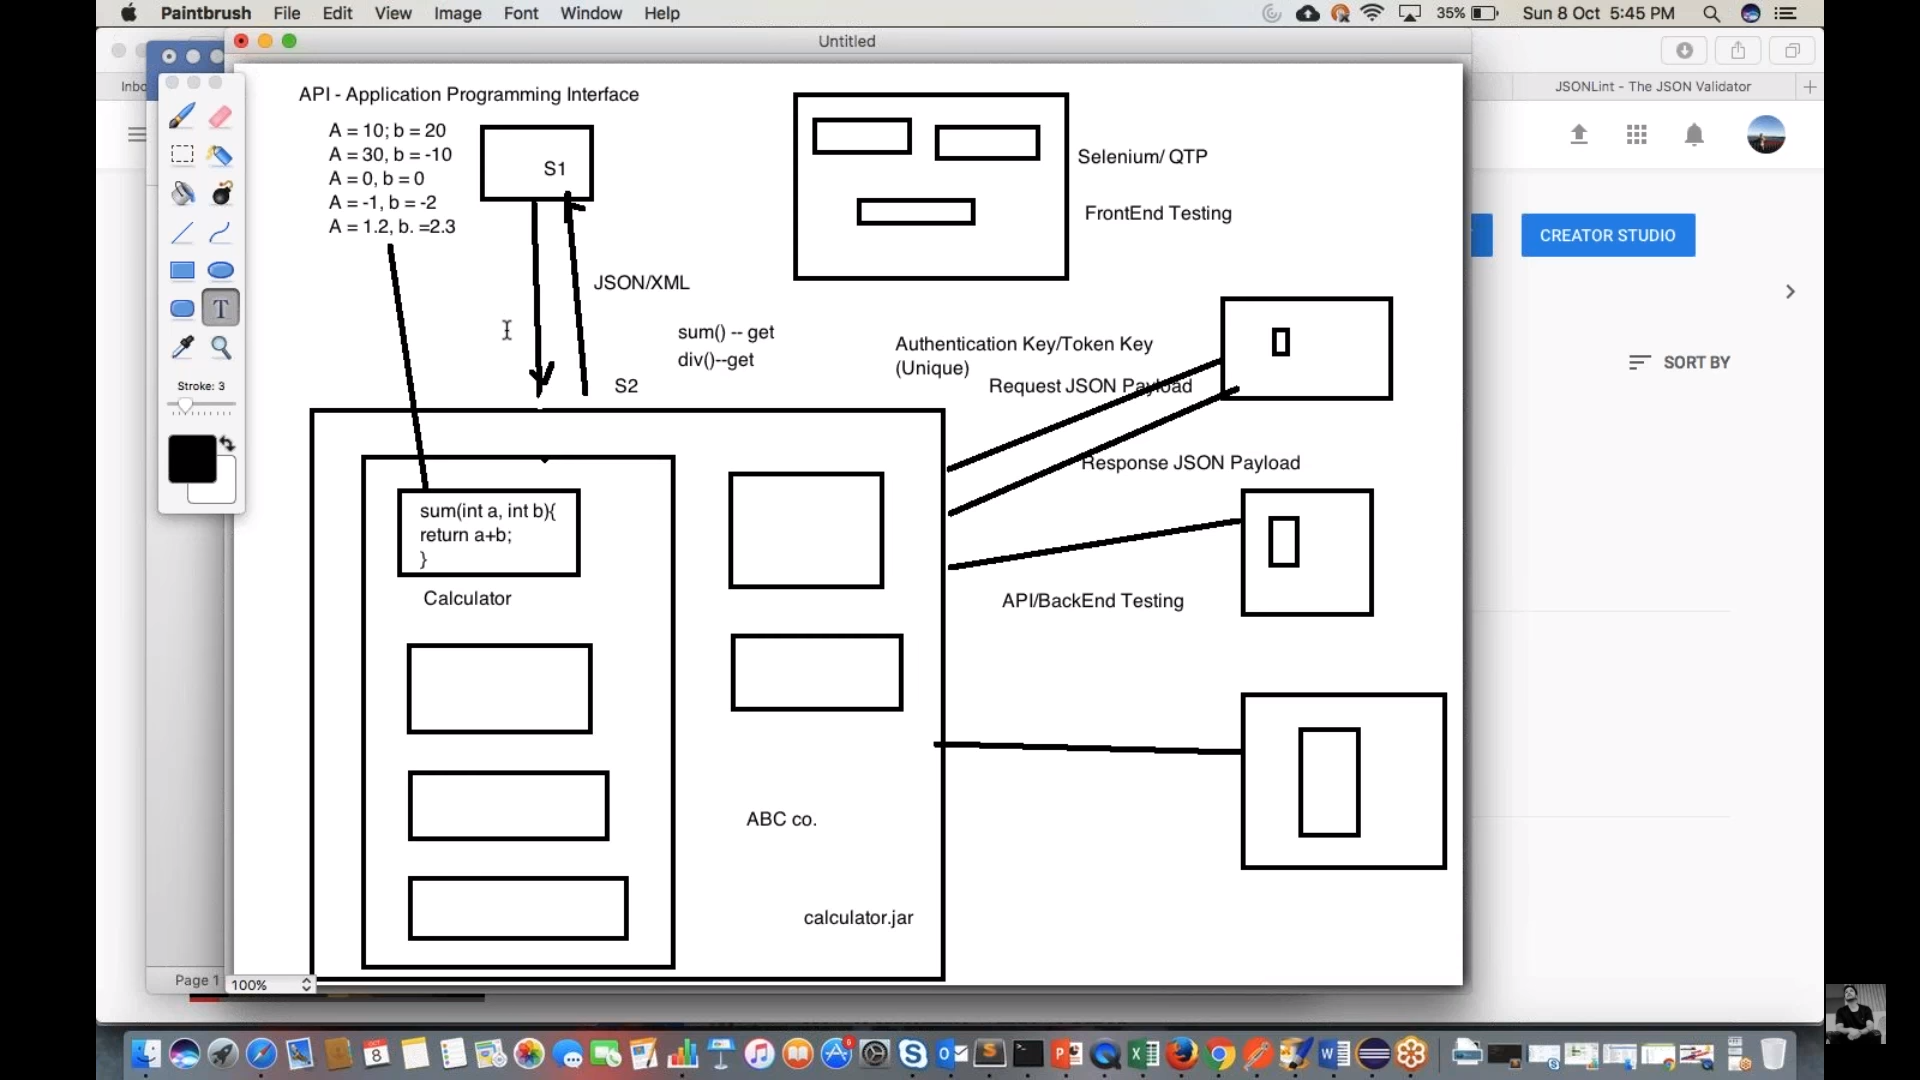 Paintbrush File Edit View Image Font Window Help
35% Sun 8 Oct 5:45 PM
Untitled
Inbo
JSONLint - The JSON Validator
API - Application Programming Interface
A = 10; b = 20
A = 30, b = -10
A = 0, b = 0
A = -1, b = -2
A = 1.2, b. =2.3
S1
Selenium/ QTP
FrontEnd Testing
CREATOR STUDIO
JSON/XML
sum() -- get
div()--get
S2
Authentication Key/Token Key
(Unique)
Request JSON Payload
SORT BY
Stroke: 3
T
Response JSON Payload
sum(int a, int b){
return a+b;
}
Calculator
API/BackEnd Testing
ABC co.
calculator.jar
Page 1
100%